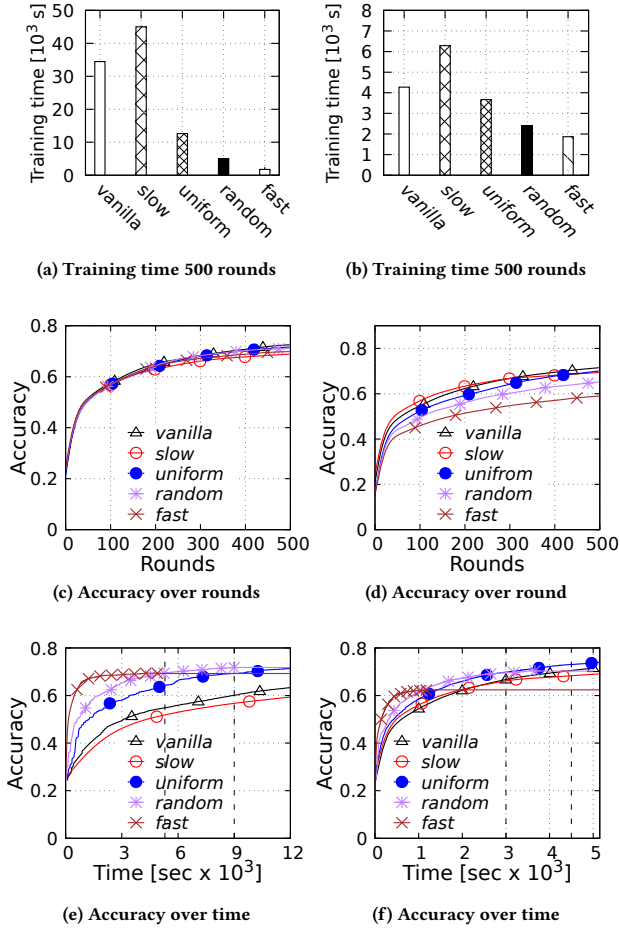 Training time [10³ s]
50
40
30
20
10
0
vanilla
slow
uniform
random
fast
(a) Training time 500 rounds
Training time [10³ s]
8
7
6
5
4
3
2
1
0
vanilla
slow
uniform
random
fast
(b) Training time 500 rounds
Accuracy
0.8
0.6
0.4
0.2
0
vanilla
slow
uniform
random
fast
0 100 200 300 400 500
Rounds
(c) Accuracy over rounds
Accuracy
0.8
0.6
0.4
0.2
0
vanilla
slow
unifrom
random
fast
0 100 200 300 400 500
Rounds
(d) Accuracy over round
Accuracy
0.8
0.6
0.4
0.2
0
vanilla
slow
uniform
random
fast
0 3 6 9 12
Time [sec x 10³]
(e) Accuracy over time
Accuracy
0.8
0.6
0.4
0.2
0
vanilla
slow
uniform
random
fast
0 1 2 3 4 5
Time [sec x 10³]
(f) Accuracy over time